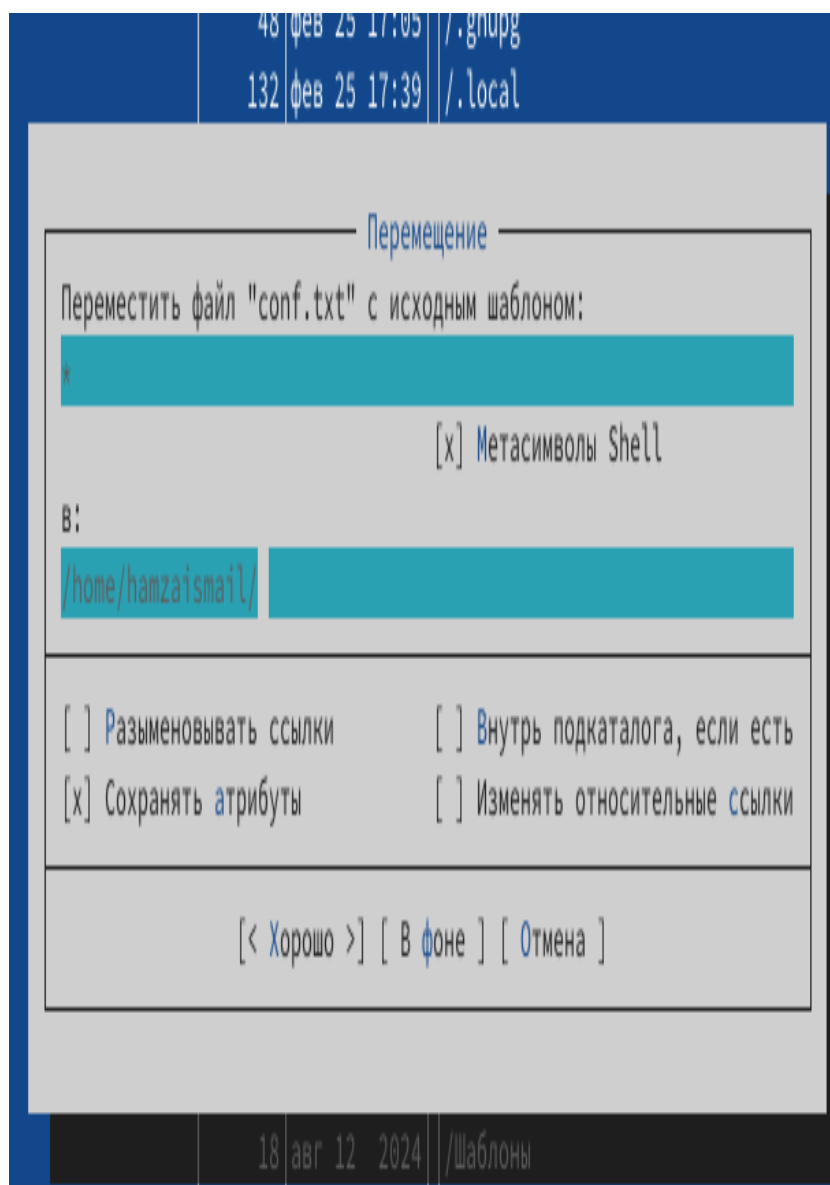 48 фев 25 17:05 /.gnupg
132 фев 25 17:39 /.local
Перемещение
Переместить файл "conf.txt" с исходным шаблоном:
*
[x] Метасимволы Shell
в:
/home/hamzaismail/
[ ] Разыменовывать ссылки [ ] Внутрь подкаталога, если есть
[x] Сохранять атрибуты [ ] Изменять относительные ссылки
[< Хорошо >] [ В фоне ] [ Отмена ]
18 авг 12 2024 /Шаблоны